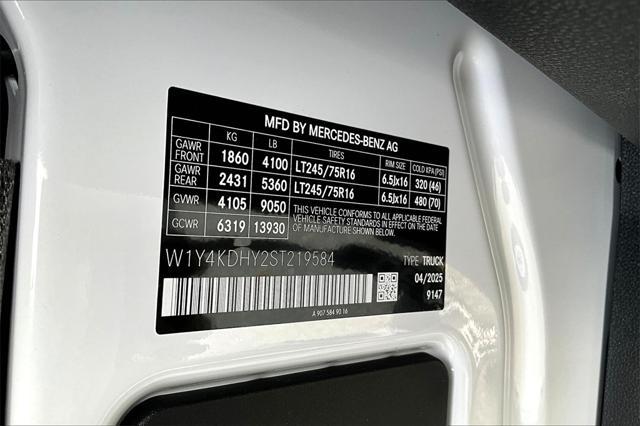 MFD BY MERCEDES-BENZ AG
KG LB TIRES RIM SIZE COLD KPA (PSI)
GAWR FRONT 1860 4100 LT245/75R16 6.5Jx16 320 (46)
GAWR REAR 2431 5360 LT245/75R16 6.5Jx16 480 (70)
GVWR 4105 9050
GCWR 6319 13930
THIS VEHICLE CONFORMS TO ALL APPLICABLE FEDERAL
VEHICLE SAFETY STANDARDS IN EFFECT ON THE DATE
OF MANUFACTURE SHOWN BELOW.
W1Y4KDHY2ST219584 TYPE TRUCK
04/2025
9147
A 907 584 90 16